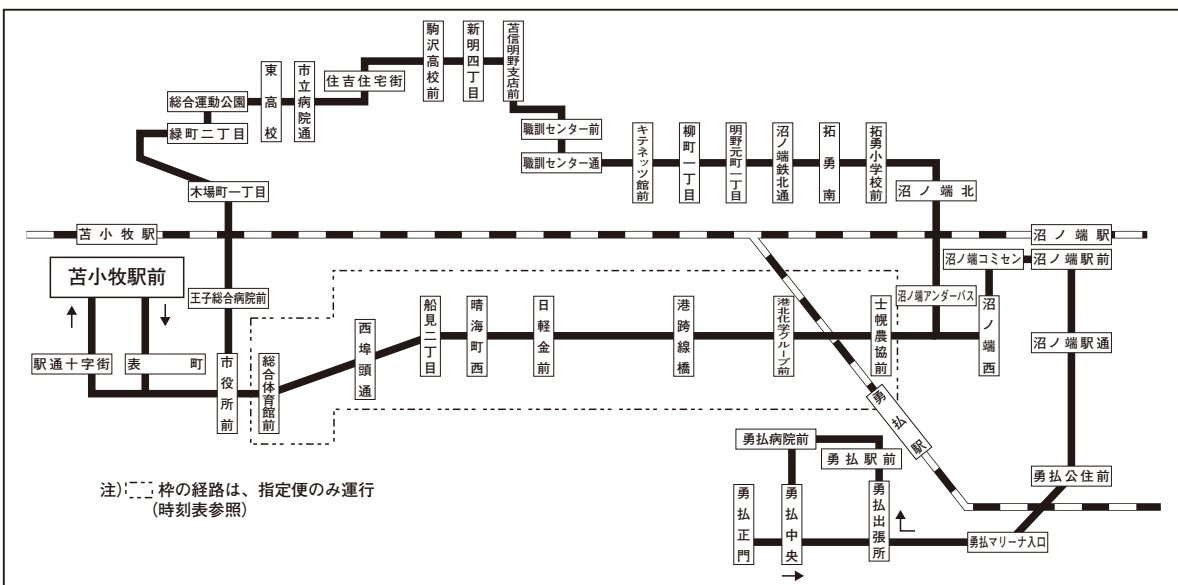 駒沢高校前
新明四丁目
苫信明野支店前
東高校
市立病院通
住吉住宅街
総合運動公園
緑町二丁目
職訓センター前
職訓センター通
キテネッツ館前
柳町一丁目
明野元町一丁目
沼ノ端鉄北通
拓勇南
拓勇小学校前
沼ノ端北
木場町一丁目
苫小牧駅
沼ノ端駅
苫小牧駅前
沼ノ端コミセン
沼ノ端駅前
王子総合病院前
沼ノ端アンダーパス
駅通十字街
表町
市役所前
総合体育館前
西埠頭通
船見二丁目
晴海町西
日軽金前
港跨線橋
港北化学グループ前
士幌農協前
沼ノ端西
沼ノ端駅通
勇払駅
勇払病院前
勇払駅前
勇払公住前
勇払正門
勇払中央
勇払出張所
勇払マリーナ入口
注) 枠の経路は、指定便のみ運行
(時刻表参照)